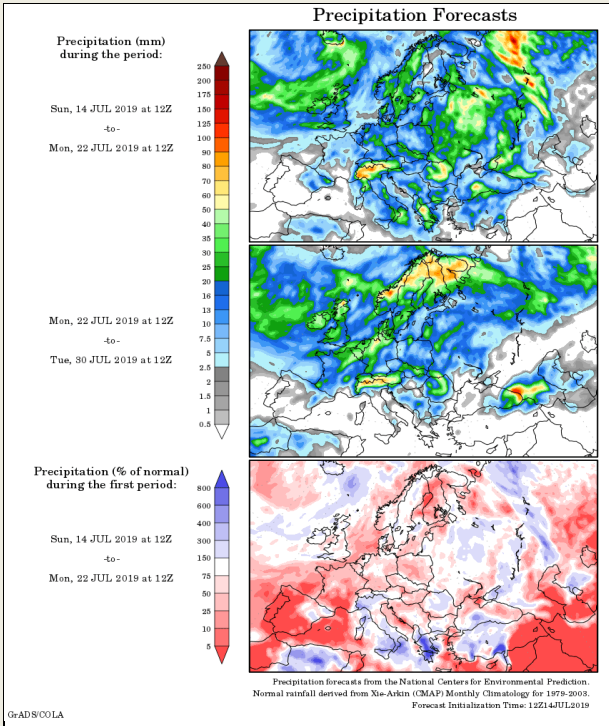 Precipitation Forecasts
Precipitation (mm)
during the period:
Sun, 14 JUL 2019 at 12Z
-to-
Mon, 22 JUL 2019 at 12Z
250
200
175
150
125
100
90
80
70
60
50
40
35
30
25
20
16
13
10
7.5
5
2.5
2
1.5
1
0.5
Mon, 22 JUL 2019 at 12Z
-to-
Tue, 30 JUL 2019 at 12Z
Precipitation (% of normal)
during the first period:
Sun, 14 JUL 2019 at 12Z
-to-
Mon, 22 JUL 2019 at 12Z
800
600
400
300
150
75
50
25
10
5
Precipitation forecasts from the National Centers for Environmental Prediction.
Normal rainfall derived from Xie-Arkin (CMAP) Monthly Climatology for 1979-2003.
Forecast Initialization Time: 12Z14JUL2019
GrADS/COLA